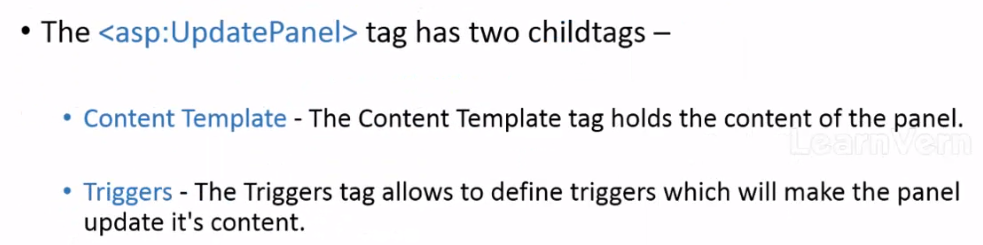 • The <asp:UpdatePanel> tag has two childtags –
• Content Template - The Content Template tag holds the content of the panel.
LearnVern
• Triggers - The Triggers tag allows to define triggers which will make the panel
update it's content.